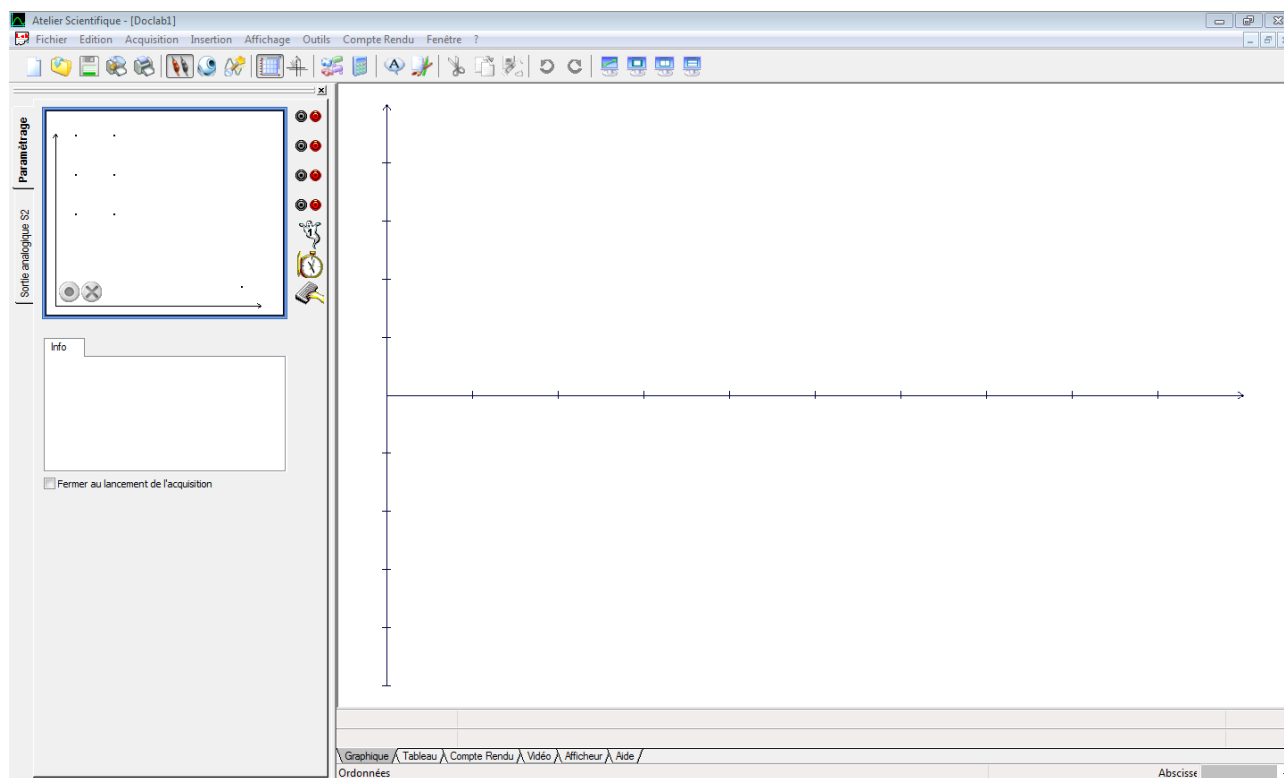 Atelier Scientifique - [Doclab1]
Fichier Edition Acquisition Insertion Affichage Outils Compte Rendu Fenêtre ?
Paramétrage
Sortie analogique S2
1
Info
Fermer au lancement de l'acquisition
Graphique Tableau Compte Rendu Vidéo Afficheur Aide
Ordonnées Abscisse